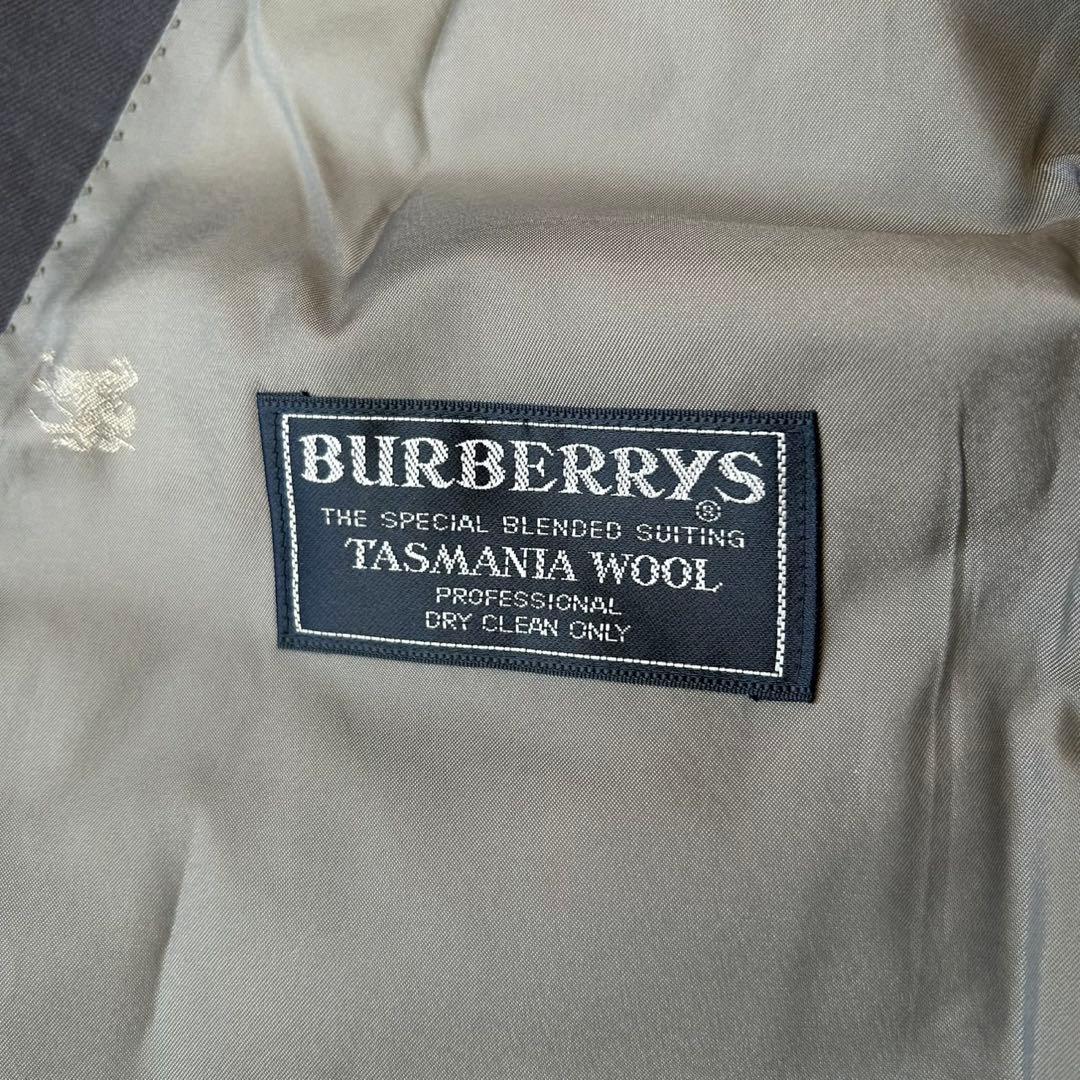 BURBERRYS®
THE SPECIAL BLENDED SUITING
TASMANIA WOOL
PROFESSIONAL
DRY CLEAN ONLY